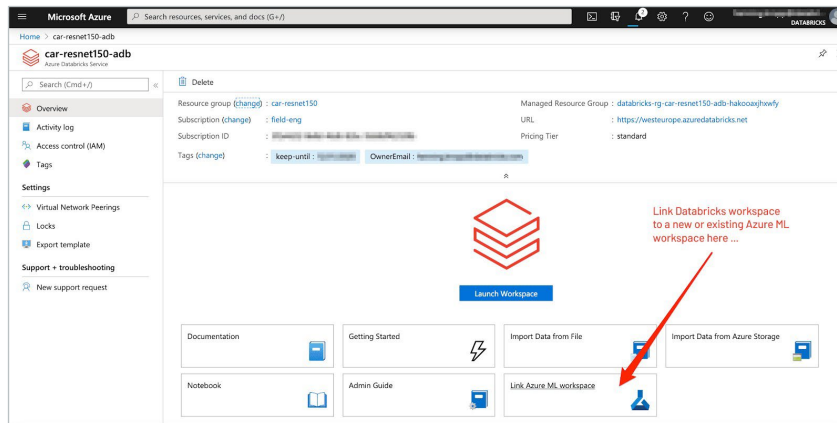 Microsoft Azure
Search resources, services, and docs (G+/)
2
DATABRICKS
Home > car-resnet150-adb
car-resnet150-adb
Azure Databricks Service
Search (Cmd+/)
Delete
Overview
Activity log
Access control (IAM)
Tags
Settings
Virtual Network Peerings
Locks
Export template
Support + troubleshooting
New support request
Resource group (change) : car-resnet150
Subscription (change) : field-eng
Subscription ID :
Tags (change) : keep-until : OwnerEmail :
Managed Resource Group : databricks-rg-car-resnet150-adb-hakooaxjhxwfy
URL : https://westeurope.azuredatabricks.net
Pricing Tier : standard
Link Databricks workspace
to a new or existing Azure ML
workspace here ...
Launch Workspace
Documentation
Getting Started
Import Data from File
Import Data from Azure Storage
Notebook
Admin Guide
Link Azure ML workspace